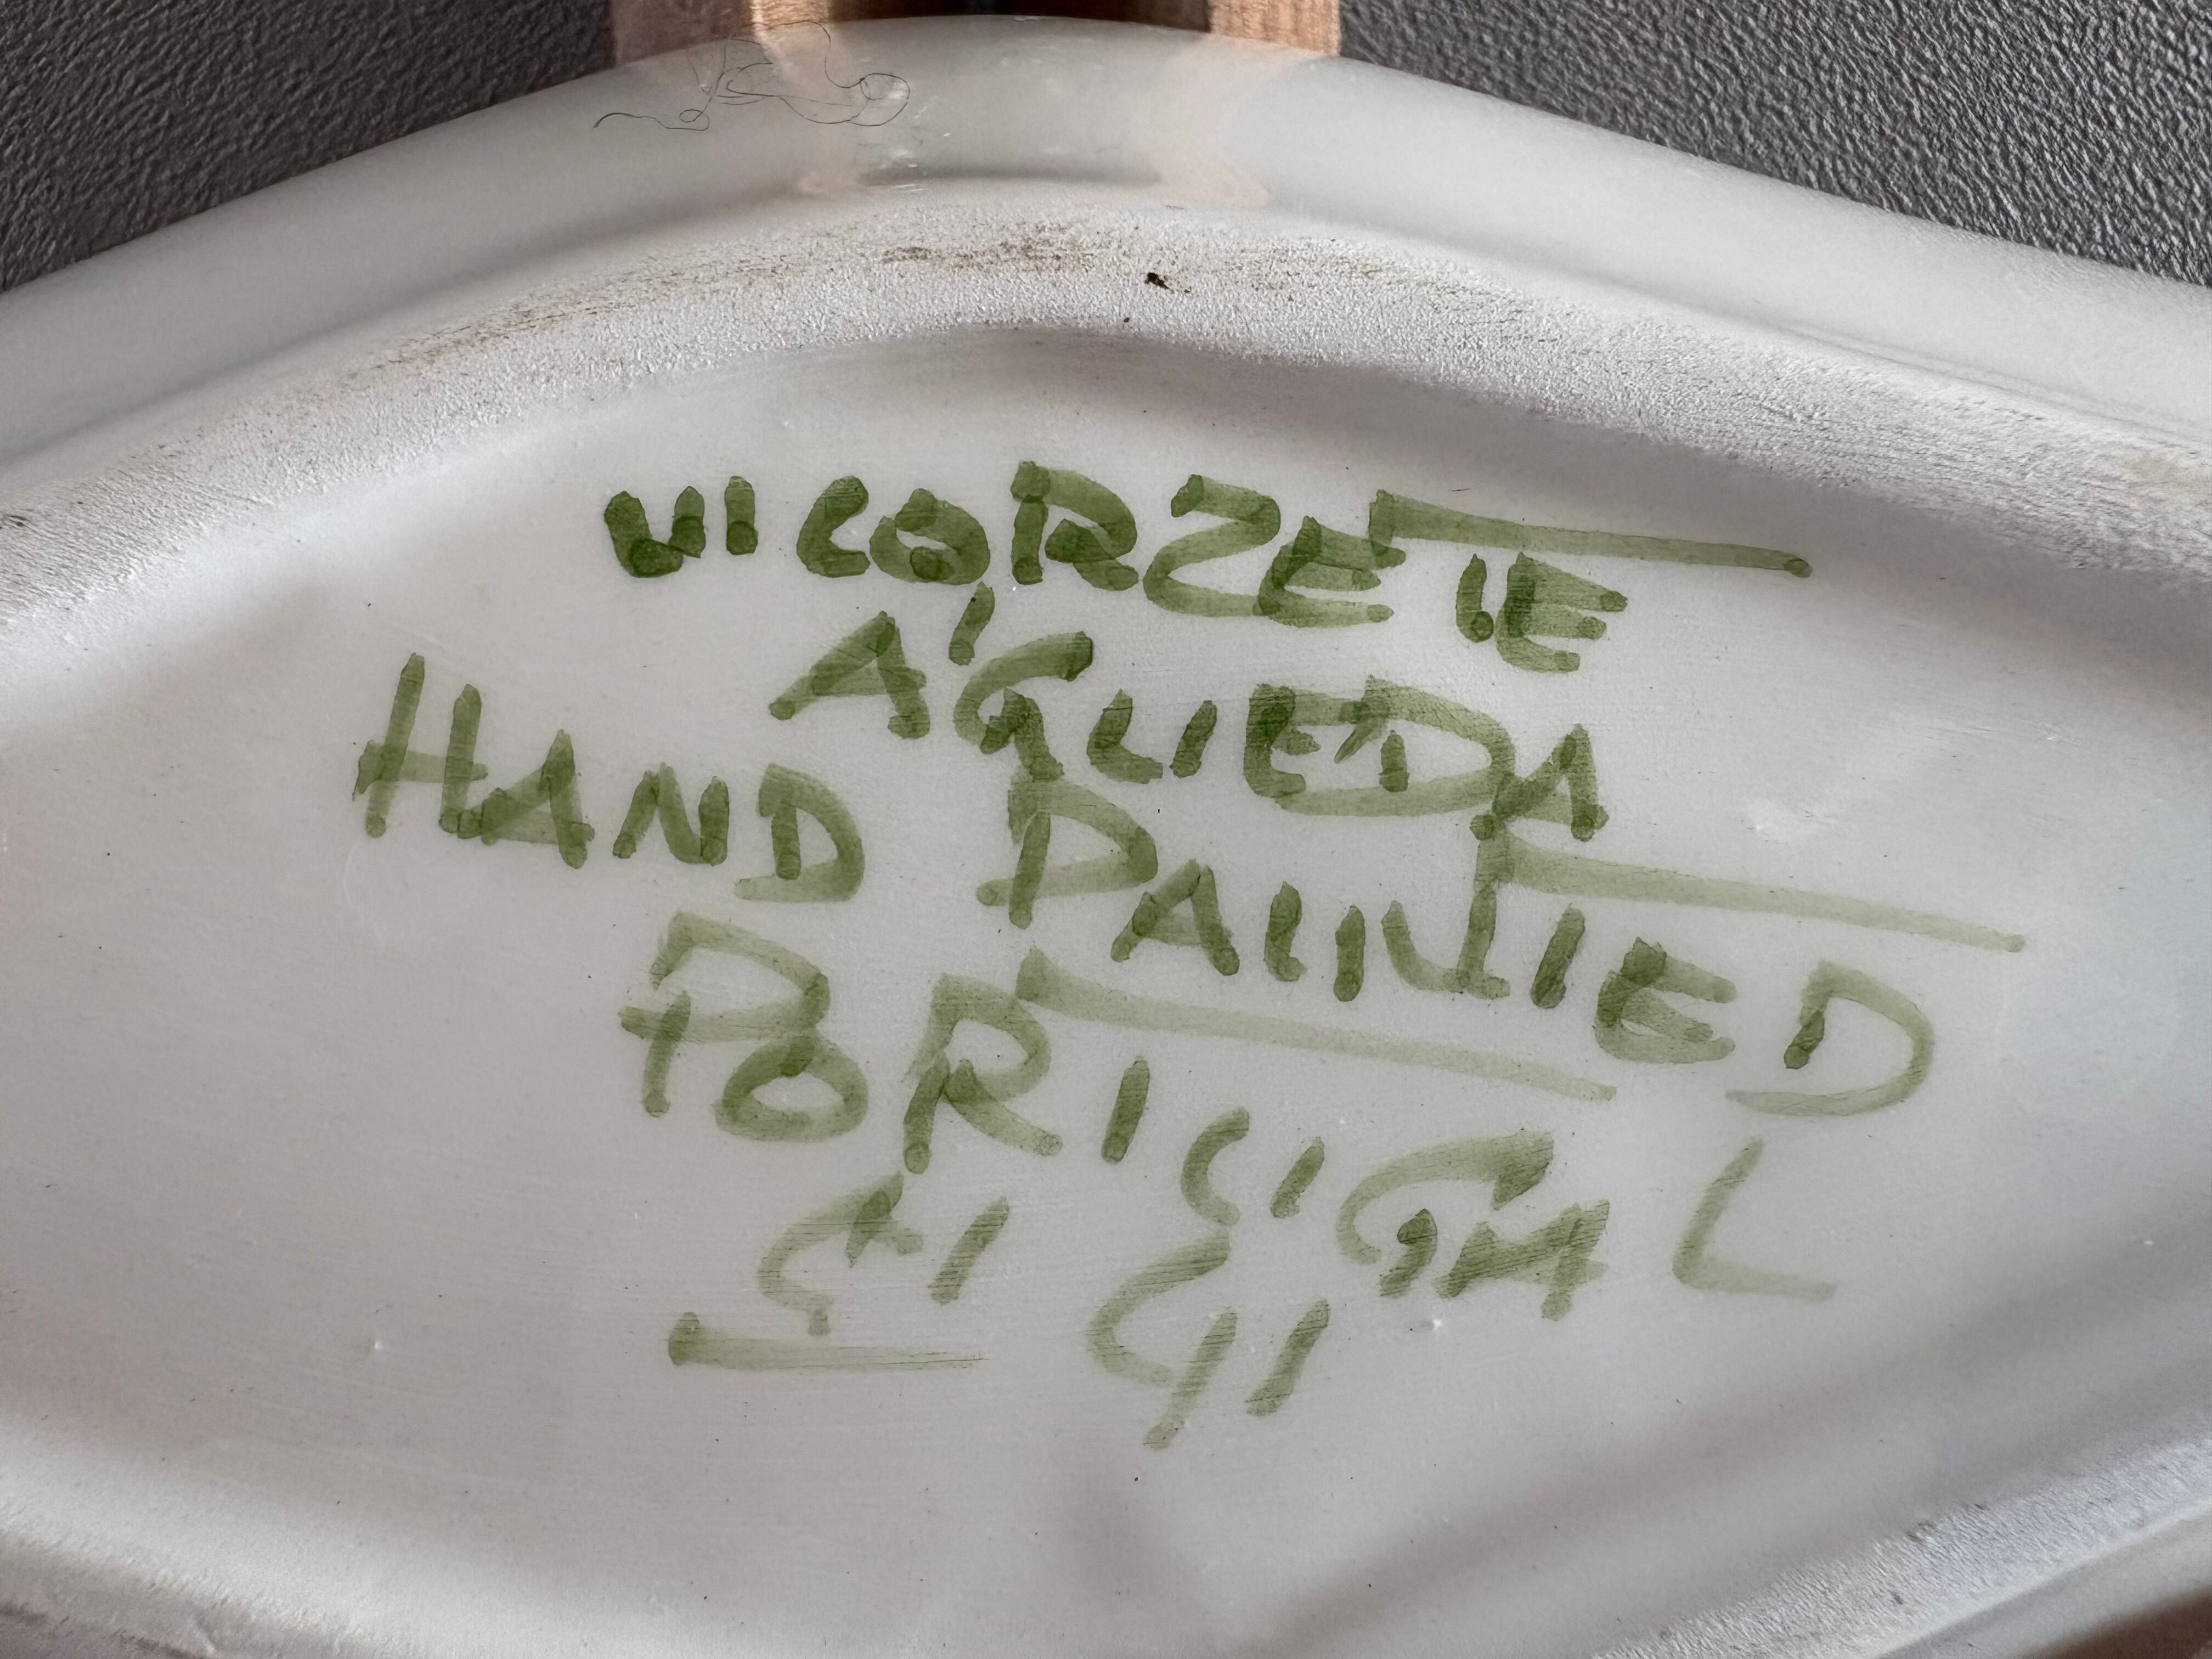 VICORZETE
ÁGUEDA
HAND PAINTED
PORTUGAL